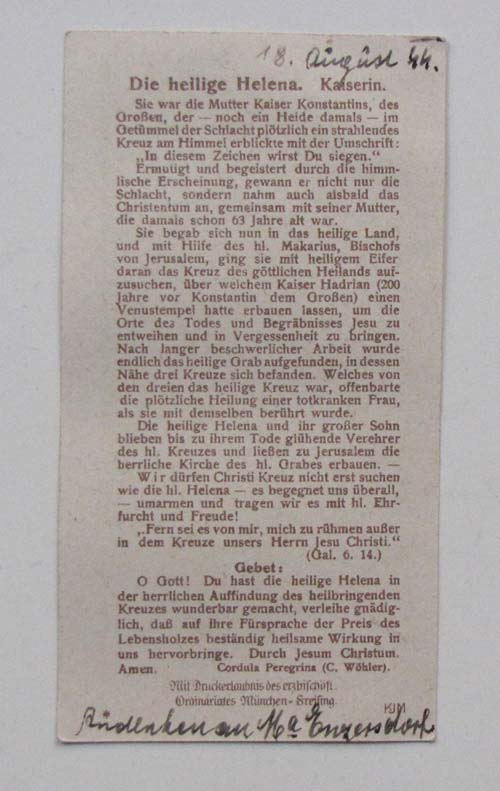 18. August 44.
Die heilige Helena. Kaiserin.
Sie war die Mutter Kaiser Konstantins, des
Großen, der — noch ein Heide damals — im
Getümmel der Schlacht plötzlich ein strahlendes
Kreuz am Himmel erblickte mit der Umschrift:
„In diesem Zeichen wirst Du siegen.“
Ermutigt und begeistert durch die himm-
lische Erscheinung, gewann er nicht nur die
Schlacht, sondern nahm auch alsbald das
Christentum an, gemeinsam mit seiner Mutter,
die damals schon 63 Jahre alt war.
Sie begab sich nun in das heilige Land,
und mit Hilfe des hl. Makarius, Bischofs
von Jerusalem, ging sie mit heiligem Eifer
daran das Kreuz des göttlichen Heilands auf-
zusuchen, über welchem Kaiser Hadrian (200
Jahre vor Konstantin dem Großen) einen
Venustempel hatte erbauen lassen, um die
Orte des Todes und Begräbnisses Jesu zu
entweihen und in Vergessenheit zu bringen.
Nach langer beschwerlicher Arbeit wurde
endlich das heilige Grab aufgefunden, in dessen
Nähe drei Kreuze sich befanden. Welches von
den dreien das heilige Kreuz war, offenbarte
die plötzliche Heilung einer totkranken Frau,
als sie mit demselben berührt wurde.
Die heilige Helena und ihr großer Sohn
blieben bis zu ihrem Tode glühende Verehrer
des hl. Kreuzes und ließen zu Jerusalem die
herrliche Kirche des hl. Grabes erbauen. —
Wir dürfen Christi Kreuz nicht erst suchen
wie die hl. Helena — es begegnet uns überall,
— umarmen und tragen wir es mit hl. Ehr-
furcht und Freude!
„Fern sei es von mir, mich zu rühmen außer
in dem Kreuze unsers Herrn Jesu Christi.“
(Gal. 6. 14.)
Gebet:
O Gott! Du hast die heilige Helena in
der herrlichen Auffindung des heilbringenden
Kreuzes wunderbar gemacht, verleihe gnädig-
lich, daß auf ihre Fürsprache der Preis des
Lebensholzes beständig heilsame Wirkung in
uns hervorbringe. Durch Jesum Christum.
Amen. Cordula Peregrina (C. Wöhler).
Mit Druckerlaubnis des erzbischöfl.
Ordinariates München-Freising.
KJM
an Ma Enzersdorf